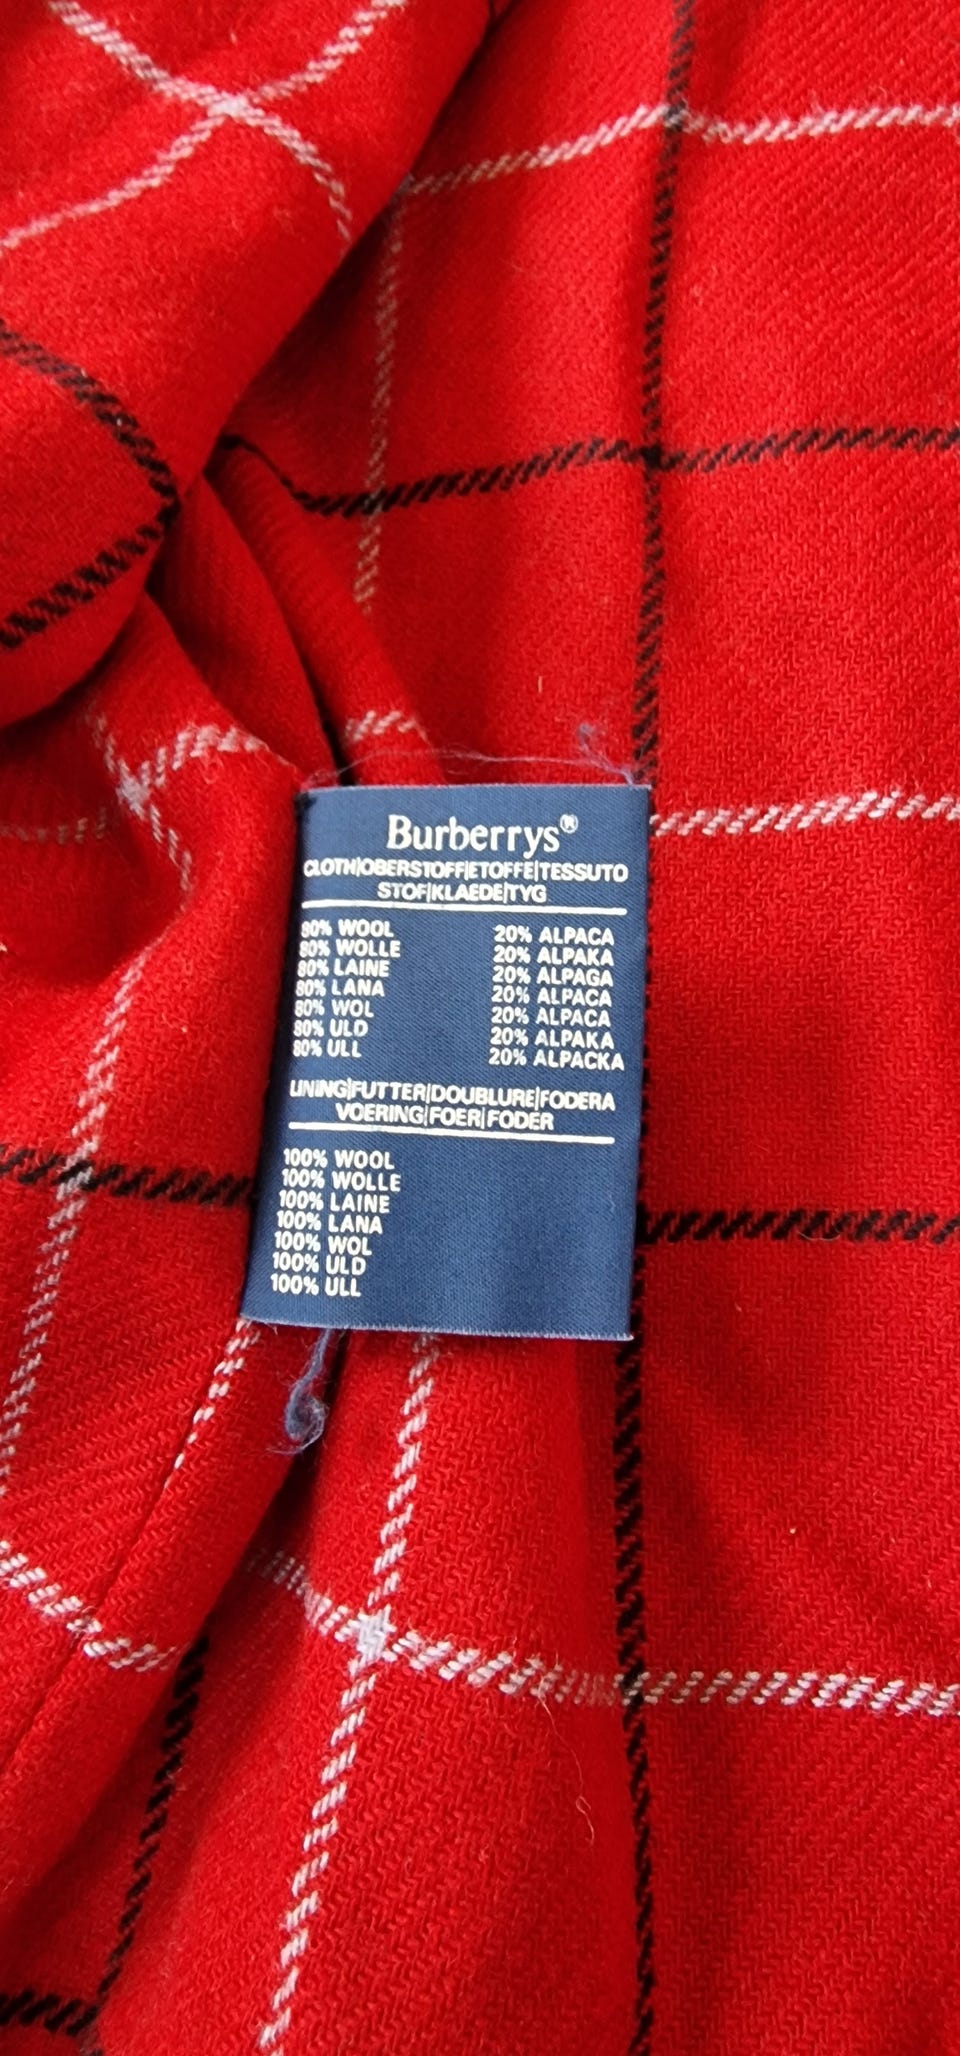 Burberrys®
CLOTH|OBERSTOFF|ETOFFE|TESSUTO
STOF|KLAEDE|TYG
80% WOOL 20% ALPACA
80% WOLLE 20% ALPAKA
80% LAINE 20% ALPAGA
80% LANA 20% ALPACA
80% WOL 20% ALPACA
80% ULD 20% ALPAKA
80% ULL 20% ALPACKA
LINING|FUTTER|DOUBLURE|FODERA
VOERING|FOER|FODER
100% WOOL
100% WOLLE
100% LAINE
100% LANA
100% WOL
100% ULD
100% ULL